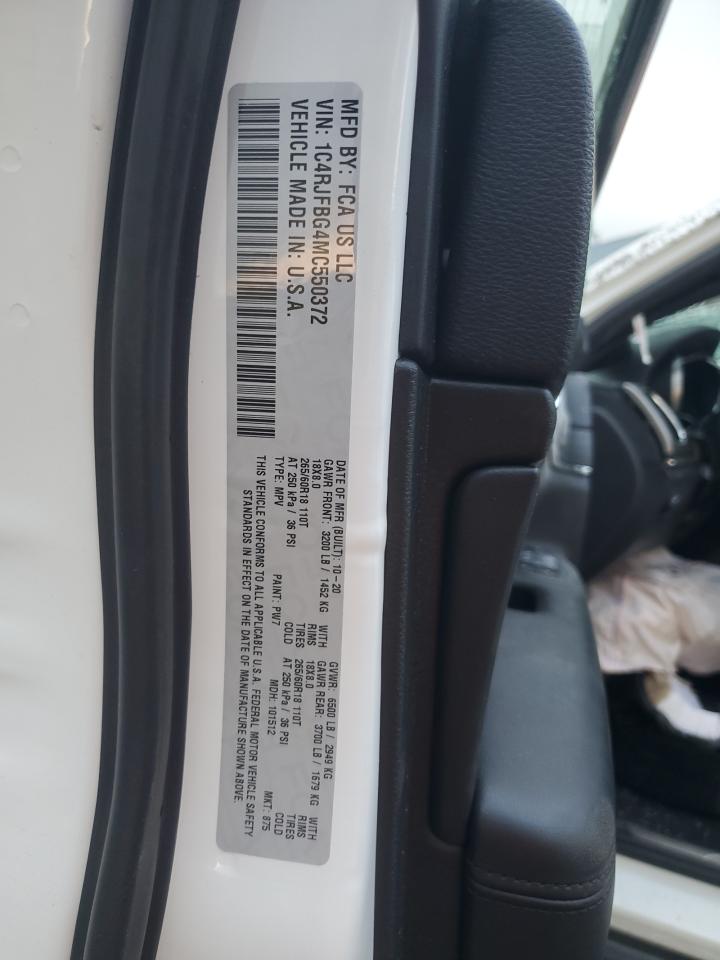 MFD BY: FCA US LLC
VIN: 1C4RJFBG4MC550372
VEHICLE MADE IN: U.S.A.
DATE OF MFR (BUILT): 10-20 GVWR: 6500 LB / 2949 KG
GAWR FRONT: 3200 LB / 1452 KG WITH GAWR REAR: 3700 LB / 1679 KG WITH
18X8.0 RIMS 18X8.0 RIMS
265/60R18 110T TIRES 265/60R18 110T TIRES
AT 250 kPa / 36 PSI COLD AT 250 kPa / 36 PSI COLD
TYPE: MPV PAINT: PW7 MDH: 101512 MKT: 875
THIS VEHICLE CONFORMS TO ALL APPLICABLE U.S.A. FEDERAL MOTOR VEHICLE SAFETY
STANDARDS IN EFFECT ON THE DATE OF MANUFACTURE SHOWN ABOVE.